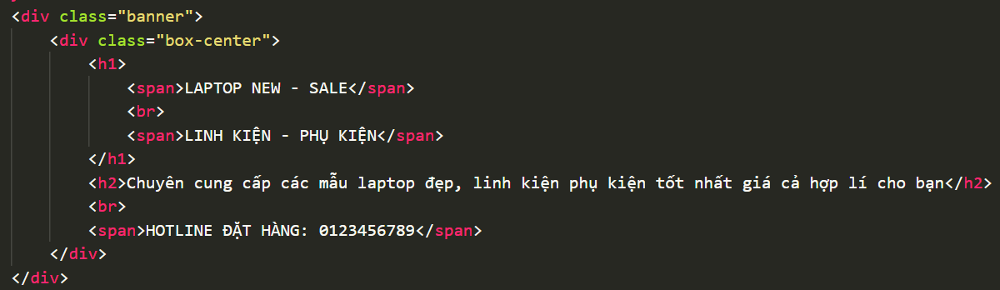 <div class="banner">
<div class="box-center">
<h1>
<span>LAPTOP NEW - SALE</span>
<br>
<span>LINH KIỆN - PHỤ KIỆN</span>
</h1>
<h2>Chuyên cung cấp các mẫu laptop đẹp, linh kiện phụ kiện tốt nhất giá cả hợp lí cho bạn</h2>
<br>
<span>HOTLINE ĐẶT HÀNG: 0123456789</span>
</div>
</div>